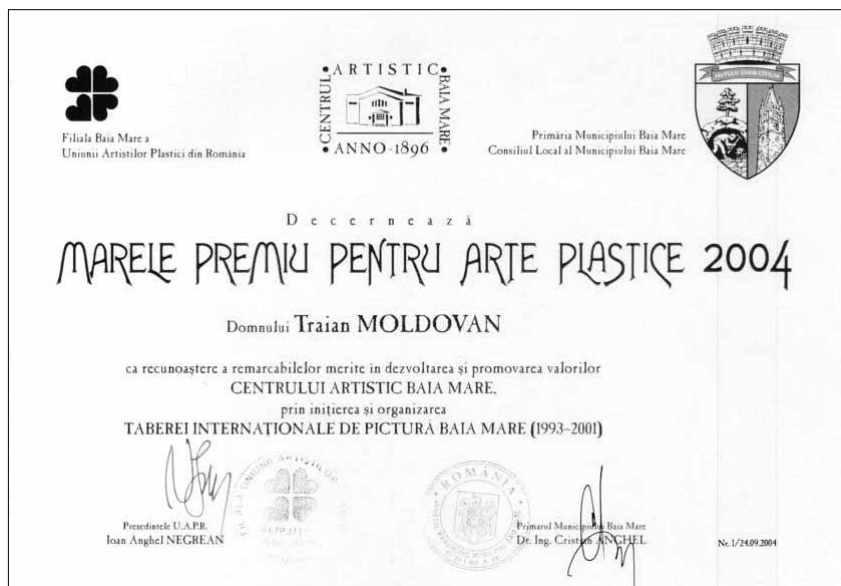 CENTRUL • ARTISTIC • BAIA MARE
• ANNO-1896 •
Filiala Baia Mare a
Uniunii Artiștilor Plastici din România
Primăria Municipiului Baia Mare
Consiliul Local al Municipiului Baia Mare
Decernează
MARELE PREMIU PENTRU ARTE PLASTICE 2004
Domnului Traian MOLDOVAN
ca recunoaștere a remarcabilelor merite în dezvoltarea și promovarea valorilor
CENTRULUI ARTISTIC BAIA MARE,
prin inițierea și organizarea
TABEREI INTERNAȚIONALE DE PICTURĂ BAIA MARE (1993-2001)
ROMÂNIA
Președintele U.A.P.R.
Ioan Anghel NEGREAN
Primarul Municipiului Baia Mare
Dr. Ing. Cristian ANGHEL
Nr. 1/24.09.2004